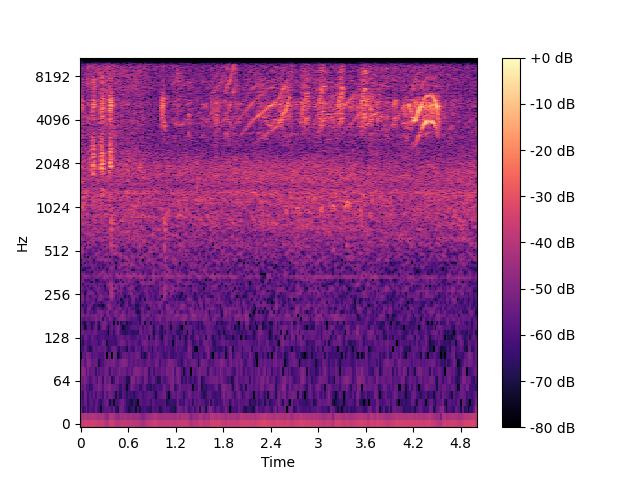 8192
4096
2048
1024
512
256
128
64
0
Hz
0 0.6 1.2 1.8 2.4 3 3.6 4.2 4.8
Time
+0 dB
-10 dB
-20 dB
-30 dB
-40 dB
-50 dB
-60 dB
-70 dB
-80 dB